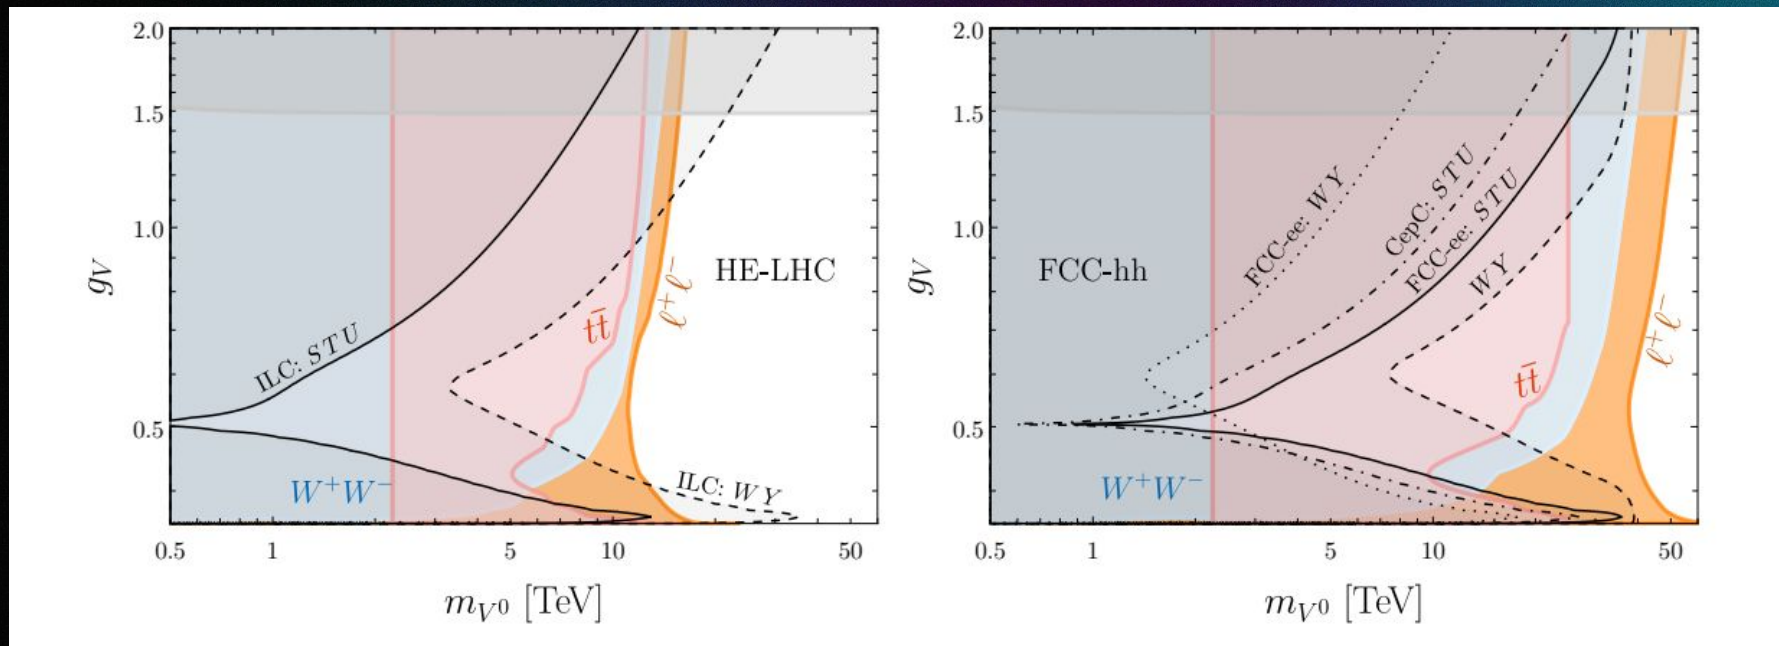 2.0
1.5
1.0
0.5
g_V
ILC: STU
tt̄
ℓ⁺ℓ⁻
HE-LHC
W⁺W⁻
ILC: WY
0.5 1 5 10 50
m_{V⁰} [TeV]
2.0
1.5
1.0
0.5
g_V
FCC-hh
FCC-ee: WY
CepC: STU
FCC-ee: STU
WY
tt̄
ℓ⁺ℓ⁻
W⁺W⁻
0.5 1 5 10 50
m_{V⁰} [TeV]